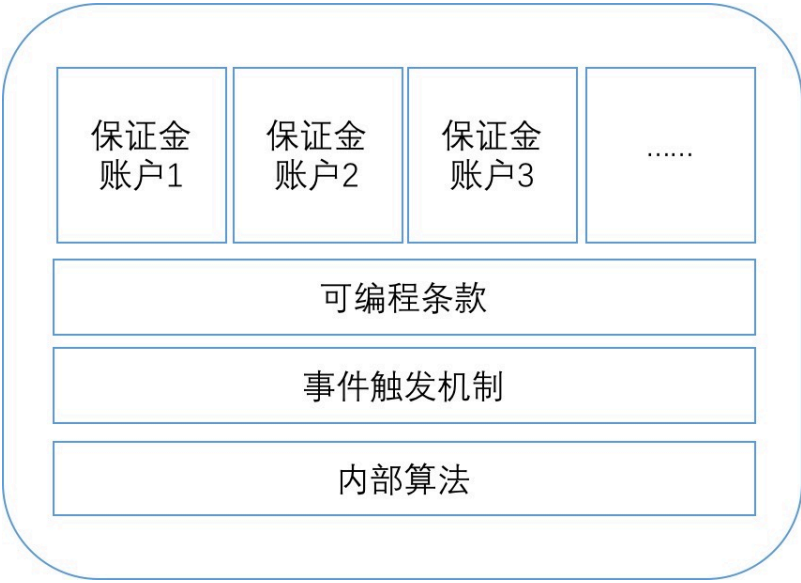 保证金
账户1
保证金
账户2
保证金
账户3
......
可编程条款
事件触发机制
内部算法